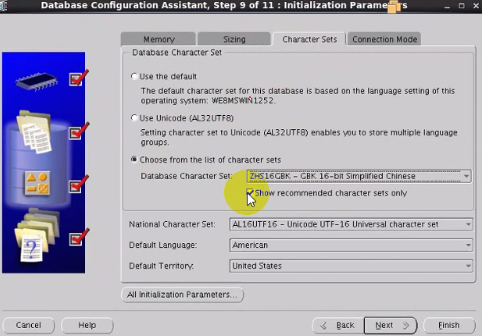 Database Configuration Assistant, Step 9 of 11 : Initialization Parameters
Memory
Sizing
Character Sets
Connection Mode
Database Character Set
Use the default
The default character set for this database is based on the language setting of this
operating system: WE8MSWIN1252.
Use Unicode (AL32UTF8)
Setting character set to Unicode (AL32UTF8) enables you to store multiple language
groups.
Choose from the list of character sets
Database Character Set: ZHS16GBK - GBK 16-bit Simplified Chinese
Show recommended character sets only
National Character Set: AL16UTF16 - Unicode UTF-16 Universal character set
Default Language: American
Default Territory: United States
All Initialization Parameters...
Cancel Help Back Next Finish